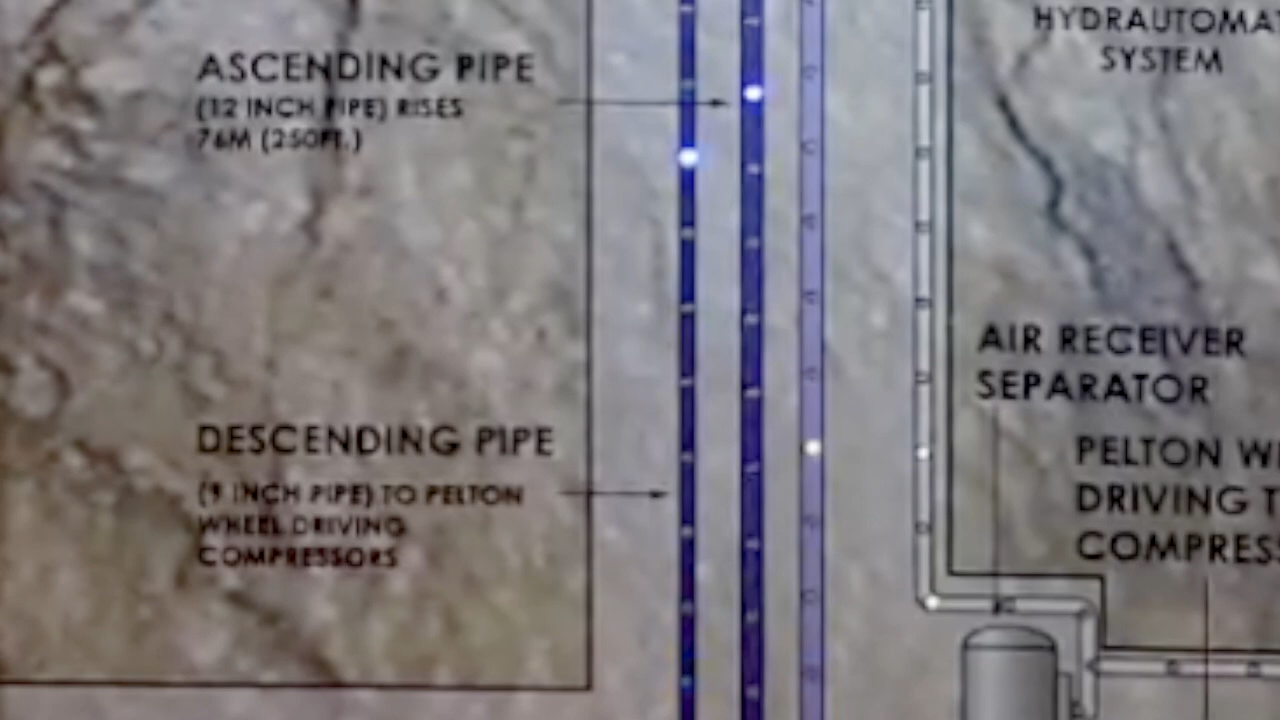 ASCENDING PIPE
(12 INCH PIPE) RISES
76M (250FT.)
DESCENDING PIPE
(9 INCH PIPE) TO PELTON
WHEEL DRIVING
COMPRESSORS
HYDRAUTOMAT
SYSTEM
AIR RECEIVER
SEPARATOR
PELTON W
DRIVING T
COMPRESS